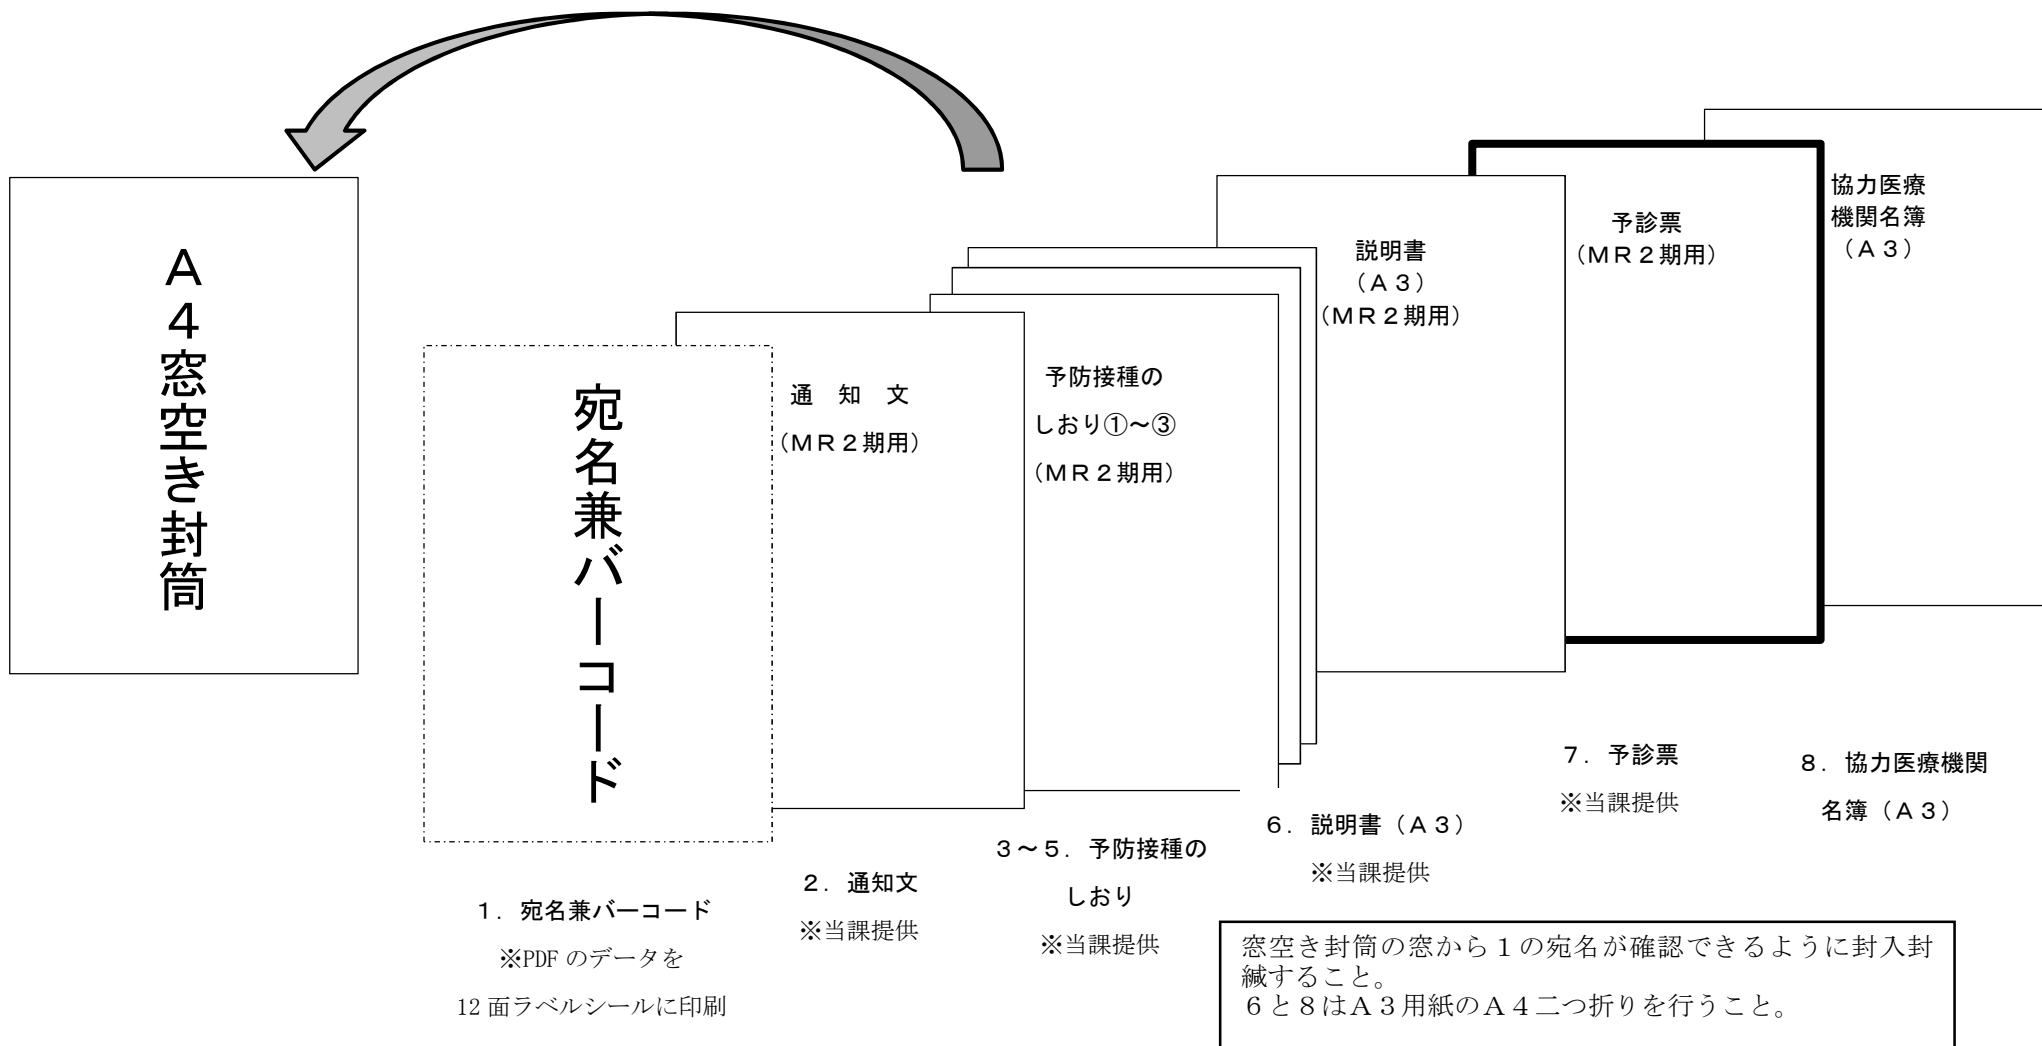 A４窓空き封筒
宛名兼バーコード
通　知　文
（ＭＲ２期用）
予防接種の
しおり①～③
（ＭＲ２期用）
説明書
（Ａ３）
（ＭＲ２期用）
予診票
（ＭＲ２期用）
協力医療
機関名簿
（Ａ３）
１．宛名兼バーコード
※PDF のデータを
12 面ラベルシールに印刷
２．通知文
※当課提供
３～５．予防接種の
しおり
※当課提供
６．説明書（Ａ３）
※当課提供
７．予診票
※当課提供
８．協力医療機関
名簿（Ａ３）
窓空き封筒の窓から１の宛名が確認できるように封入封
緘すること。
６と８はＡ３用紙のＡ４二つ折りを行うこと。